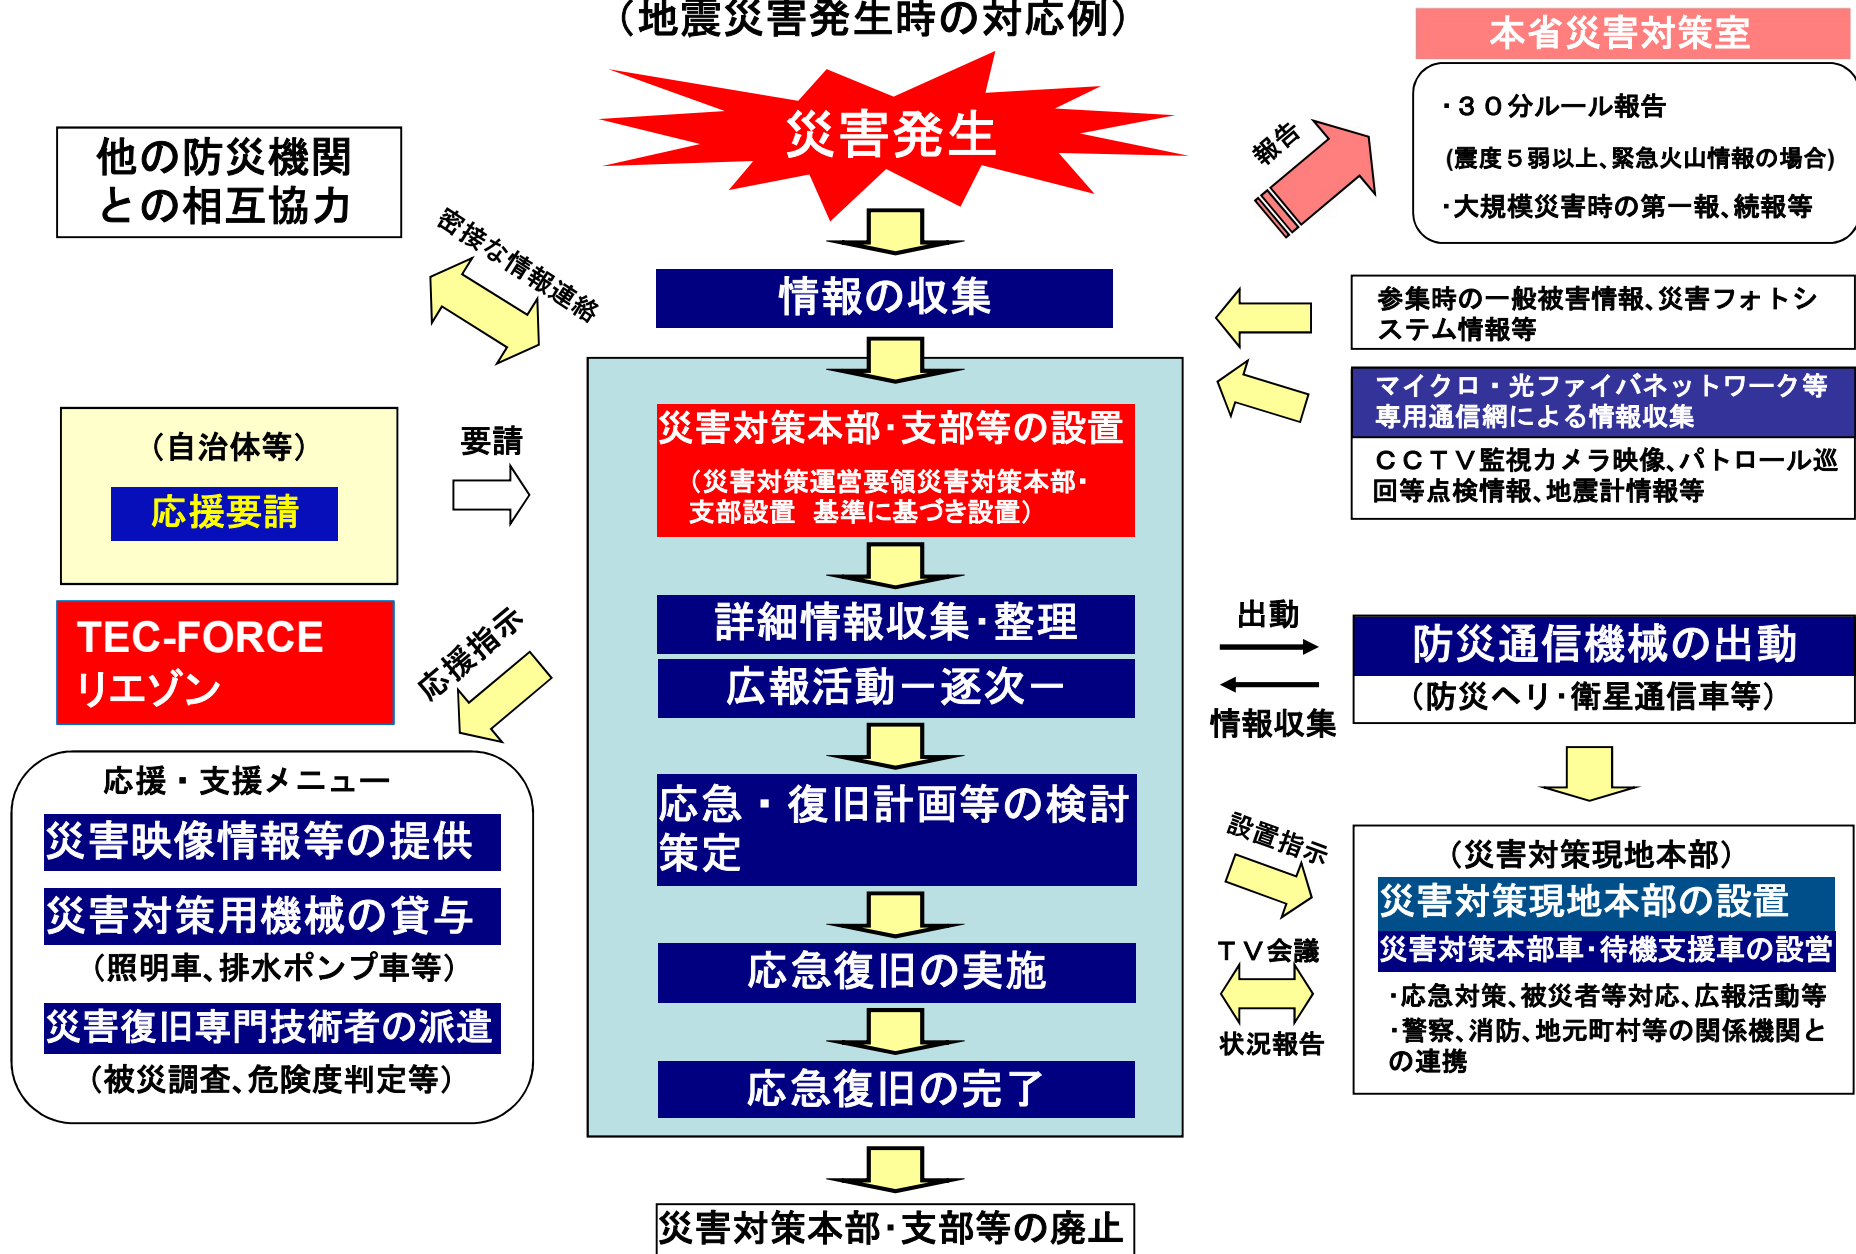 （地震災害発生時の対応例）
災害発生
本省災害対策室
・３０分ルール報告
(震度５弱以上、緊急火山情報の場合)
・大規模災害時の第一報、続報等
報告
他の防災機関
との相互協力
密接な情報連絡
情報の収集
参集時の一般被害情報、災害フォトシ
ステム情報等
マイクロ・光ファイバネットワーク等
専用通信網による情報収集
ＣＣＴＶ監視カメラ映像、パトロール巡
回等点検情報、地震計情報等
（自治体等）
応援要請
要請
災害対策本部・支部等の設置
（災害対策運営要領災害対策本部・
支部設置 基準に基づき設置）
詳細情報収集・整理
広報活動－逐次－
TEC-FORCE
リエゾン
応援指示
出動
情報収集
防災通信機械の出動
（防災ヘリ・衛星通信車等）
応援・支援メニュー
災害映像情報等の提供
災害対策用機械の貸与
（照明車、排水ポンプ車等）
災害復旧専門技術者の派遣
（被災調査、危険度判定等）
応急・復旧計画等の検討
策定
応急復旧の実施
応急復旧の完了
設置指示
ＴＶ会議
状況報告
（災害対策現地本部）
災害対策現地本部の設置
災害対策本部車・待機支援車の設営
・応急対策、被災者等対応、広報活動等
・警察、消防、地元町村等の関係機関と
の連携
災害対策本部・支部等の廃止